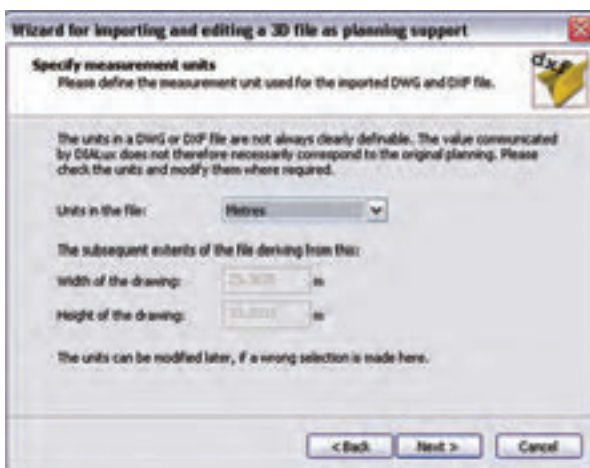 Wizard for importing and editing a 3D file as planning support
Specify measurement units
Please define the measurement unit used for the imported DWG and DXF file.
dxf
The units in a DWG or DXF file are not always clearly definable. The value communicated
by DIALux does not therefore necessarily correspond to the original planning. Please
check the units and modify them where required.
Units in the file: Metres
The subsequent extents of the file deriving from this:
Width of the drawing: m
Height of the drawing: m
The units can be modified later, if a wrong selection is made here.
< Back Next > Cancel